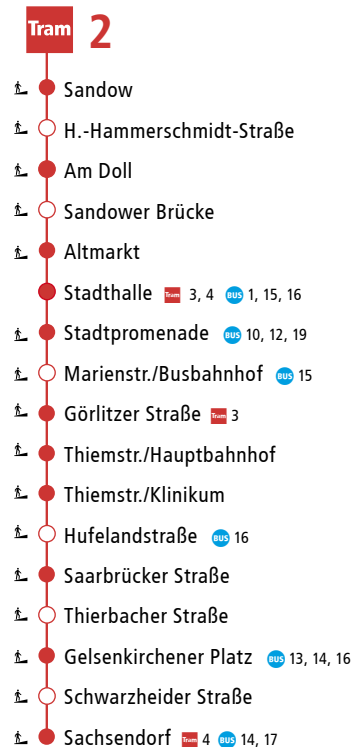 Tram 2
Sandow
H.-Hammerschmidt-Straße
Am Doll
Sandower Brücke
Altmarkt
Stadthalle Tram 3, 4 BUS 1, 15, 16
Stadtpromenade BUS 10, 12, 19
Marienstr./Busbahnhof BUS 15
Görlitzer Straße Tram 3
Thiemstr./Hauptbahnhof
Thiemstr./Klinikum
Hufelandstraße BUS 16
Saarbrücker Straße
Thierbacher Straße
Gelsenkirchener Platz BUS 13, 14, 16
Schwarzheider Straße
Sachsendorf Tram 4 BUS 14, 17